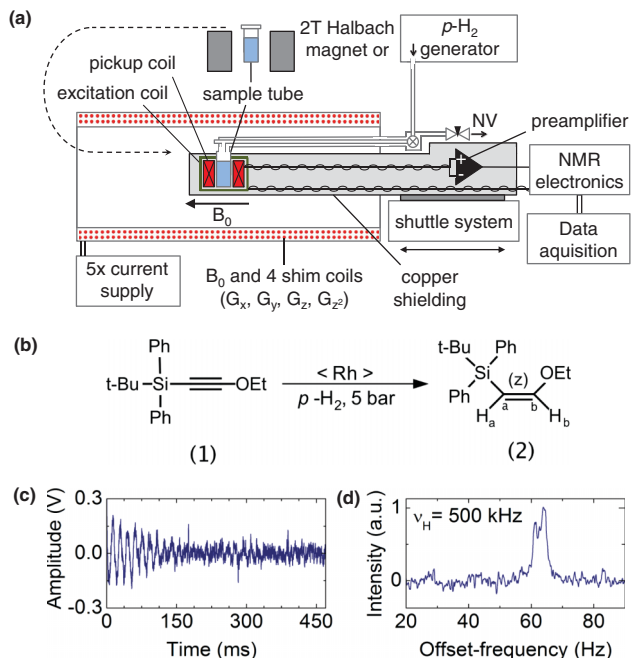 (a)
2T Halbach
magnet or
p-H2
generator
pickup coil
excitation coil
sample tube
NV
preamplifier
NMR
electronics
B0
shuttle system
Data
aquisition
5x current
supply
B0 and 4 shim coils
(Gx, Gy, Gz, Gz²)
copper
shielding
(b)
Ph
t-Bu-Si
OEt
Ph
(1)
< Rh >
p -H2, 5 bar
t-Bu
Ph
Si
Ph
(z)
OEt
a
b
Ha
Hb
(2)
(c)
Amplitude (V)
0.3
0.0
-0.3
0
150
300
450
Time (ms)
(d)
νH= 500 kHz
Intensity (a.u.)
1
0
20
40
60
80
Offset-frequency (Hz)